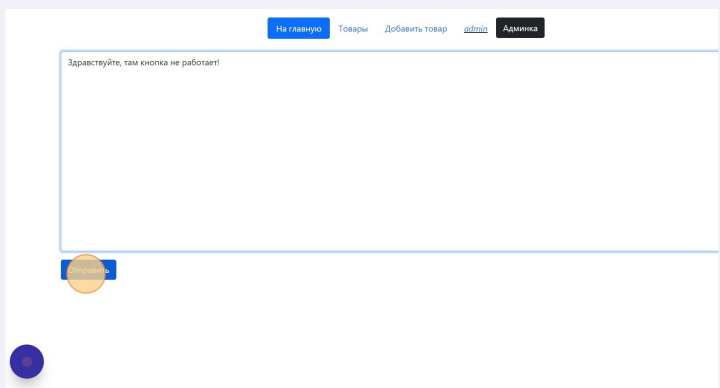 На главную Товары Добавить товар admin Админка
Здравствуйте, там кнопка не работает!
Отправить